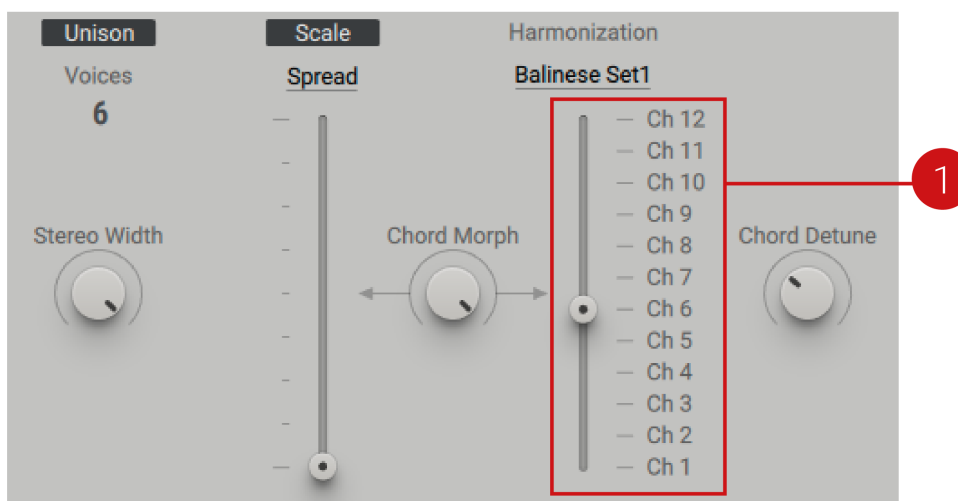 Unison
Scale
Harmonization
Voices
Spread
Balinese Set1
6
Ch 12
Ch 11
Ch 10
1
Ch 9
Stereo Width
Chord Morph
Ch 8
Chord Detune
Ch 7
Ch 6
Ch 5
Ch 4
Ch 3
Ch 2
Ch 1